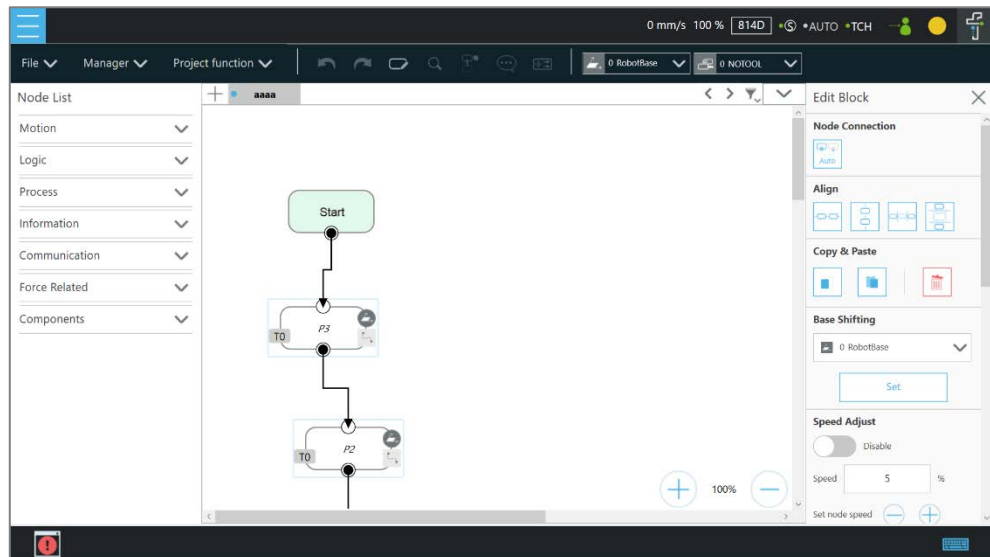 0 mm/s 100 % 814D S AUTO TCH
File Manager Project function 0 RobotBase 0 NOTOOL
Node List
Motion
Logic
Process
Information
Communication
Force Related
Components
aaaa
Start
P3
T0
P2
T0
100%
Edit Block
Node Connection
Auto
Align
Copy & Paste
Base Shifting
0 RobotBase
Set
Speed Adjust
Disable
Speed 5 %
Set node speed